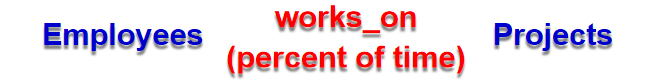 Employees
works_on
(percent of time)
Projects